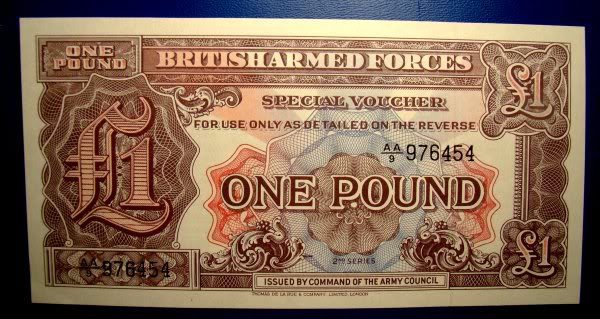 ONE
POUND
BRITISH ARMED FORCES
£1
SPECIAL VOUCHER
FOR USE ONLY AS DETAILED ON THE REVERSE
AA/9 976454
£1
ONE POUND
2ND SERIES
AA/9 976454
£1
ISSUED BY COMMAND OF THE ARMY COUNCIL
THOMAS DE LA RUE & COMPANY, LIMITED, LONDON